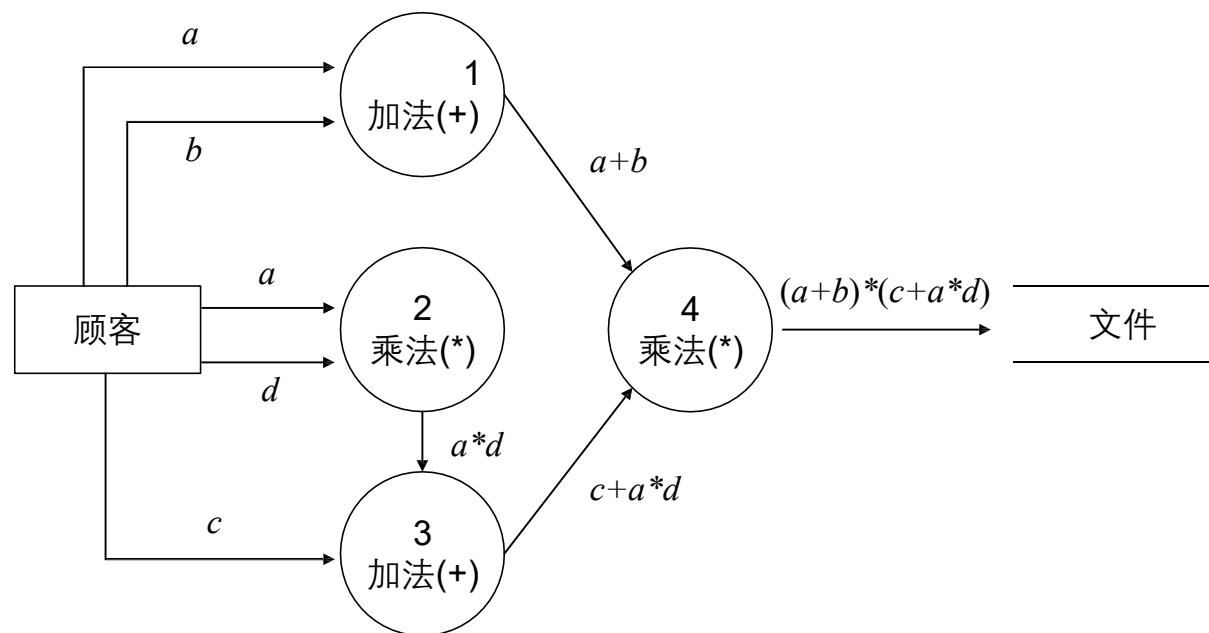 a
1
加法(+)
b
a+b
a
2
乘法(*)
顾客
d
4
乘法(*)
(a+b)*(c+a*d)
文件
a*d
c+a*d
c
3
加法(+)